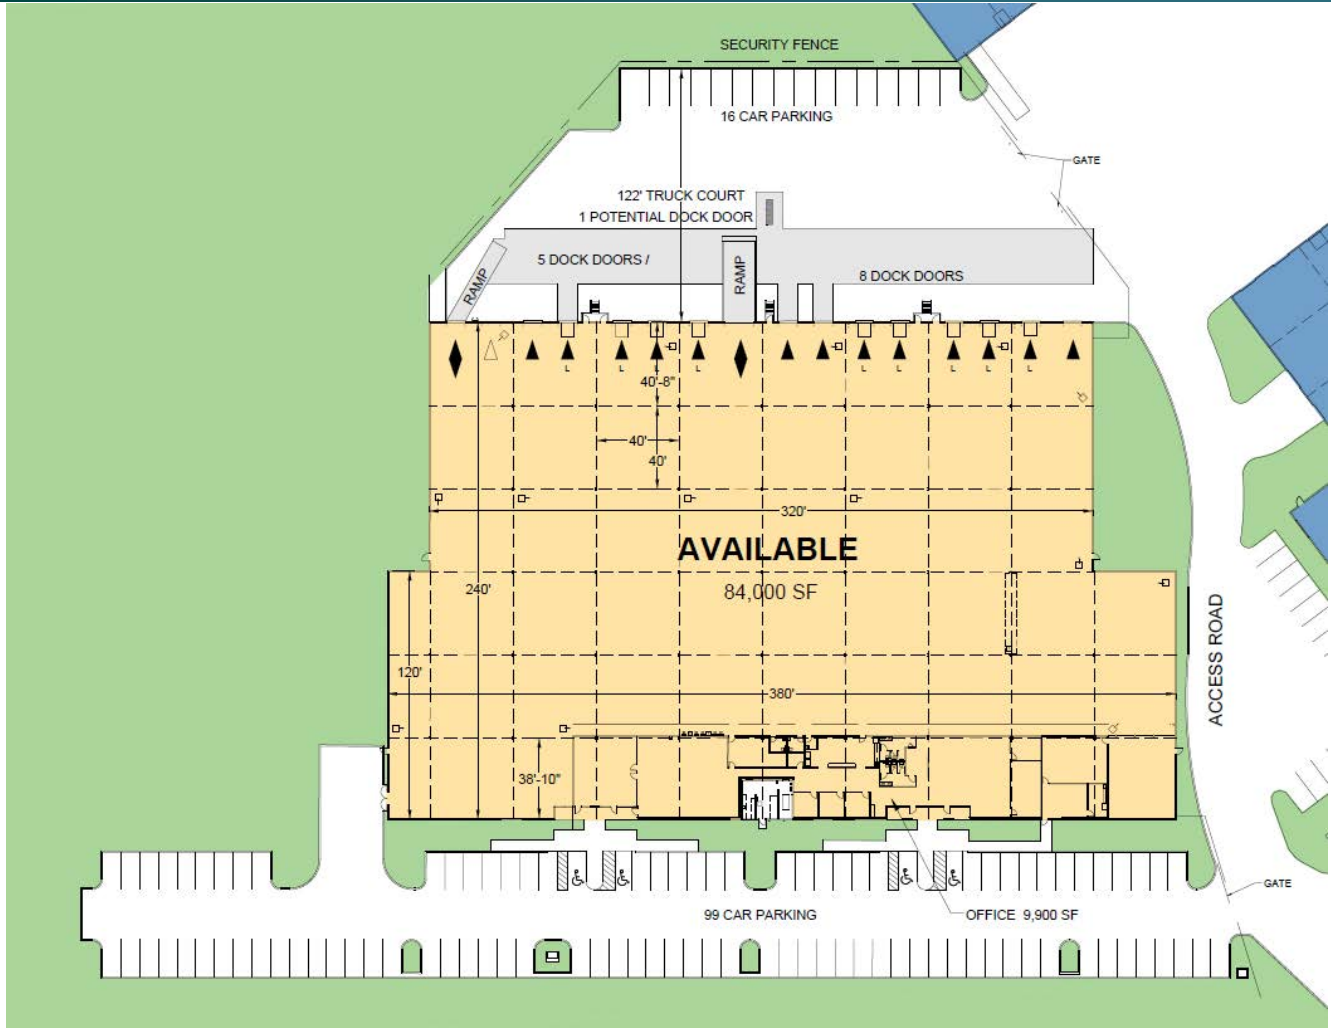 SECURITY FENCE
16 CAR PARKING
GATE
122' TRUCK COURT
1 POTENTIAL DOCK DOOR
5 DOCK DOORS /
8 DOCK DOORS
RAMP
RAMP
L
L
L
L
L
L
L
L
L
40'-8"
40'
40'
320'
AVAILABLE
84,000 SF
240'
120'
380'
38'-10"
ACCESS ROAD
GATE
99 CAR PARKING
OFFICE 9,900 SF